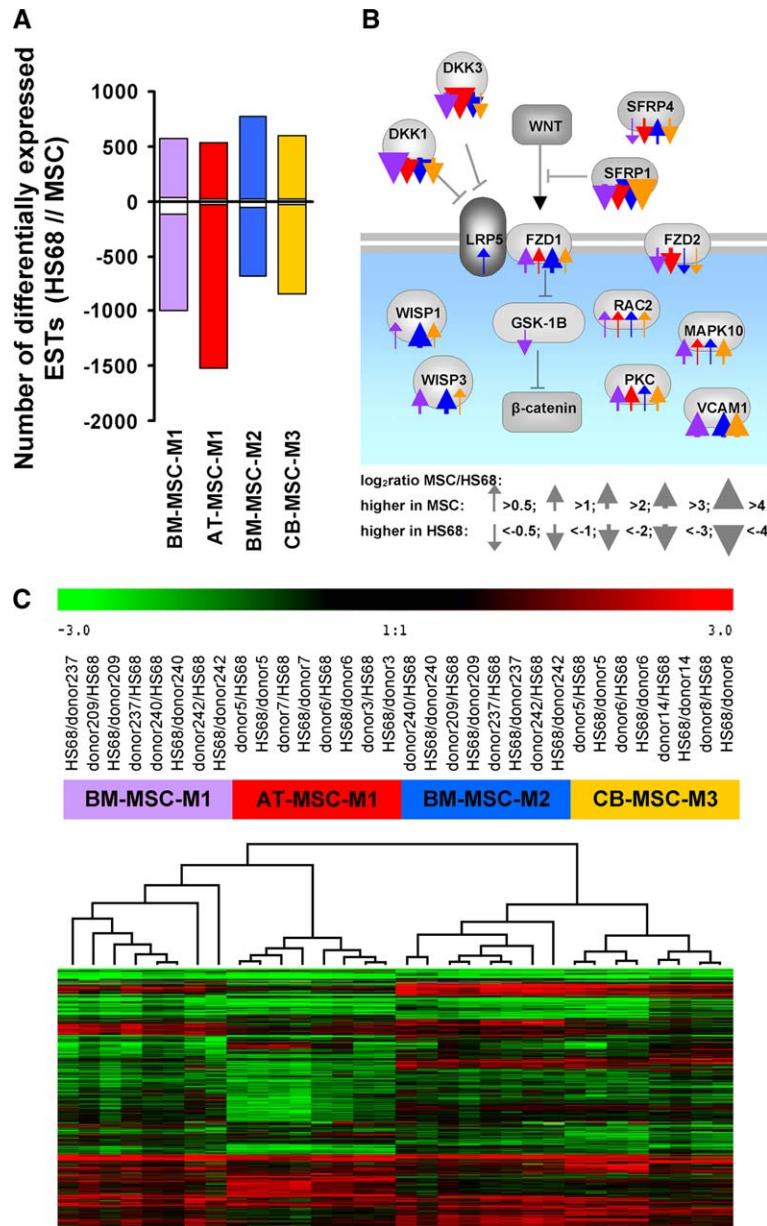 A
Number of differentially expressed
ESTs (HS68 // MSC)
1000
500
0
-500
-1000
-1500
-2000
BM-MSC-M1
AT-MSC-M1
BM-MSC-M2
CB-MSC-M3
B
DKK3
DKK1
WNT
SFRP4
SFRP1
LRP5
FZD1
FZD2
WISP1
GSK-1B
RAC2
MAPK10
WISP3
PKC
β-catenin
VCAM1
log₂ratio MSC/HS68:
higher in MSC: >0.5; >1; >2; >3; >4
higher in HS68: <-0.5; <-1; <-2; <-3; <-4
C
-3.0 1:1 3.0
HS68/donor237
donor209/HS68
HS68/donor209
donor237/HS68
donor240/HS68
HS68/donor240
donor242/HS68
HS68/donor242
donor5/HS68
HS68/donor5
donor7/HS68
HS68/donor7
donor6/HS68
HS68/donor6
donor3/HS68
HS68/donor3
donor240/HS68
HS68/donor240
donor209/HS68
HS68/donor209
donor237/HS68
HS68/donor237
donor242/HS68
HS68/donor242
donor5/HS68
HS68/donor5
donor6/HS68
HS68/donor6
donor14/HS68
HS68/donor14
donor8/HS68
HS68/donor8
BM-MSC-M1 AT-MSC-M1 BM-MSC-M2 CB-MSC-M3